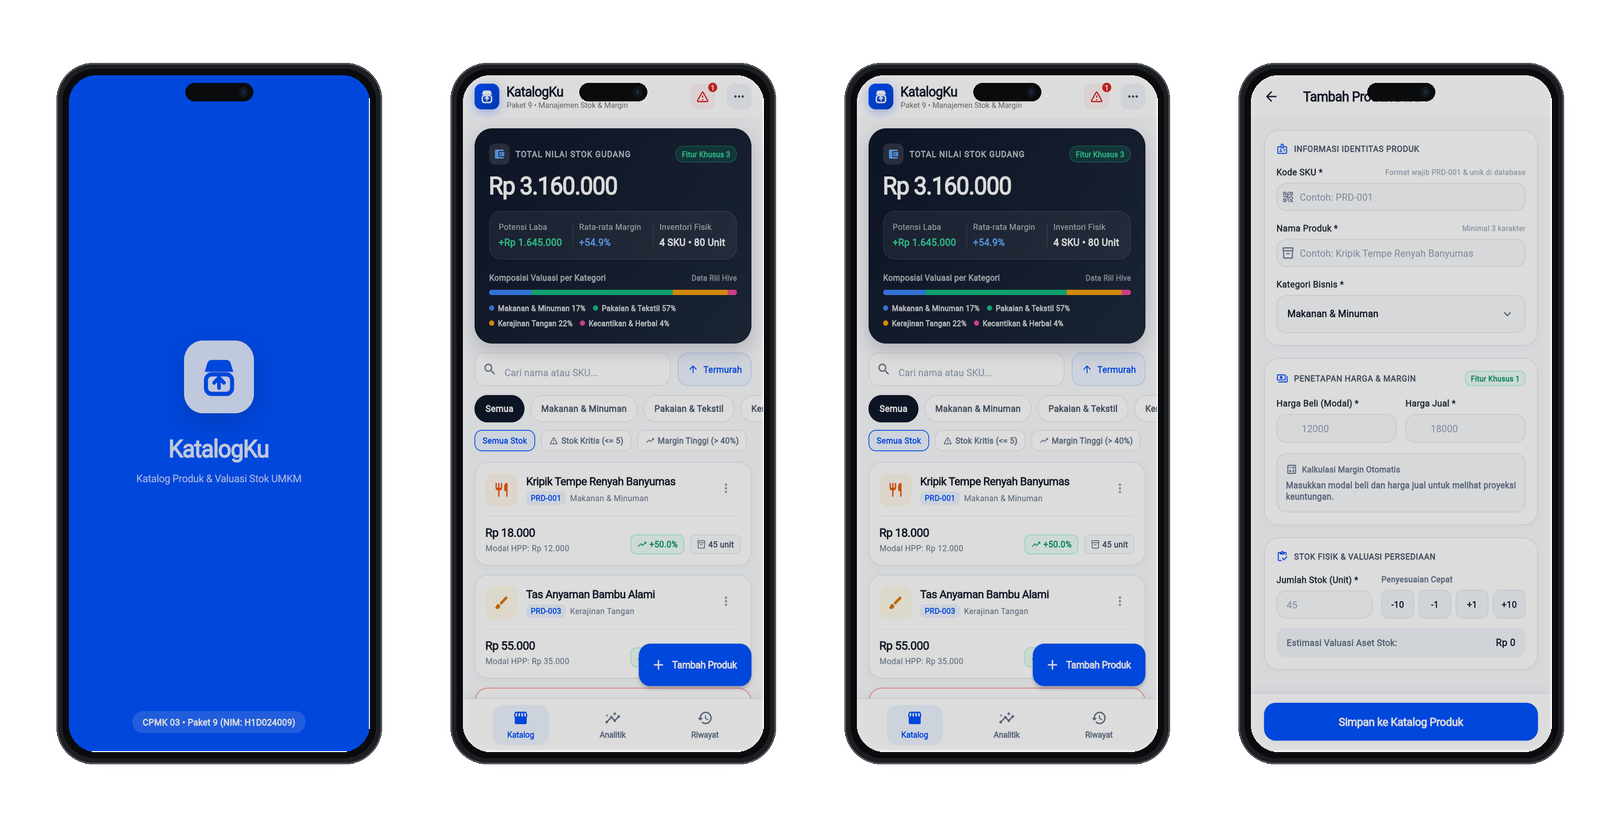 KatalogKu
Katalog Produk & Valuasi Stok UMKM
CPMK 03 • Paket 9 (NIM: H1D024009)
KatalogKu
Paket 9 • Manajemen Stok & Margin
1
TOTAL NILAI STOK GUDANG
Fitur Khusus 3
Rp 3.160.000
Potensi Laba
Rata-rata Margin
Inventori Fisik
+Rp 1.645.000
+54.9%
4 SKU • 80 Unit
Komposisi Valuasi per Kategori
Data Riil Hive
Makanan & Minuman 17%
Pakaian & Tekstil 57%
Kerajinan Tangan 22%
Kecantikan & Herbal 4%
Cari nama atau SKU...
Termurah
Semua
Makanan & Minuman
Pakaian & Tekstil
Ke
Semua Stok
Stok Kritis (<= 5)
Margin Tinggi (> 40%)
Kripik Tempe Renyah Banyumas
PRD-001 Makanan & Minuman
Rp 18.000
Modal HPP: Rp 12.000
+50.0%
45 unit
Tas Anyaman Bambu Alami
PRD-003 Kerajinan Tangan
Rp 55.000
Modal HPP: Rp 35.000
+ Tambah Produk
Katalog
Analitik
Riwayat
KatalogKu
Paket 9 • Manajemen Stok & Margin
1
TOTAL NILAI STOK GUDANG
Fitur Khusus 3
Rp 3.160.000
Potensi Laba
Rata-rata Margin
Inventori Fisik
+Rp 1.645.000
+54.9%
4 SKU • 80 Unit
Komposisi Valuasi per Kategori
Data Riil Hive
Makanan & Minuman 17%
Pakaian & Tekstil 57%
Kerajinan Tangan 22%
Kecantikan & Herbal 4%
Cari nama atau SKU...
Termurah
Semua
Makanan & Minuman
Pakaian & Tekstil
Ke
Semua Stok
Stok Kritis (<= 5)
Margin Tinggi (> 40%)
Kripik Tempe Renyah Banyumas
PRD-001 Makanan & Minuman
Rp 18.000
Modal HPP: Rp 12.000
+50.0%
45 unit
Tas Anyaman Bambu Alami
PRD-003 Kerajinan Tangan
Rp 55.000
Modal HPP: Rp 35.000
+ Tambah Produk
Katalog
Analitik
Riwayat
Tambah Pro
INFORMASI IDENTITAS PRODUK
Kode SKU *
Format wajib PRD-001 & unik di database
Contoh: PRD-001
Nama Produk *
Minimal 3 karakter
Contoh: Kripik Tempe Renyah Banyumas
Kategori Bisnis *
Makanan & Minuman
PENETAPAN HARGA & MARGIN
Fitur Khusus 1
Harga Beli (Modal) *
Harga Jual *
12000
18000
Kalkulasi Margin Otomatis
Masukkan modal beli dan harga jual untuk melihat proyeksi
keuntungan.
STOK FISIK & VALUASI PERSEDIAAN
Jumlah Stok (Unit) *
Penyesuaian Cepat
45
-10
-1
+1
+10
Estimasi Valuasi Aset Stok:
Rp 0
Simpan ke Katalog Produk